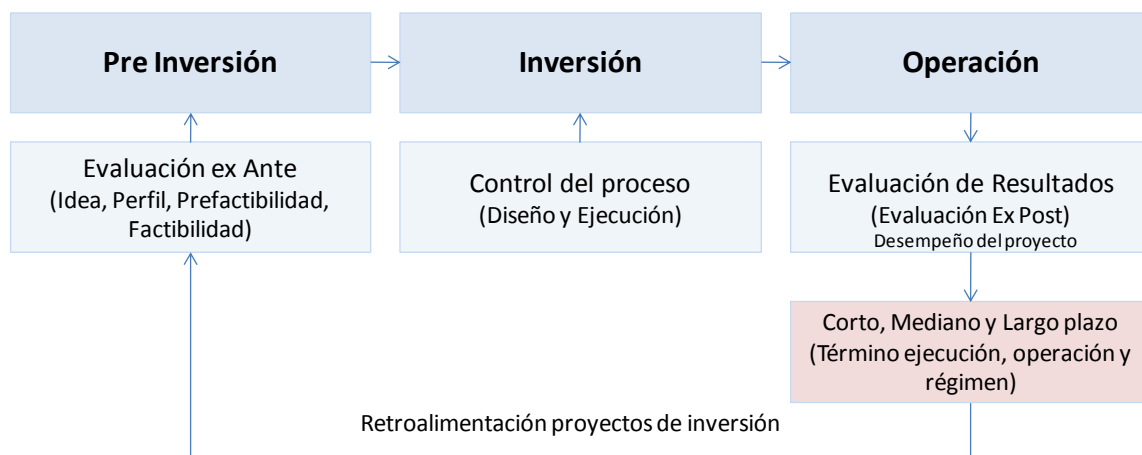 Pre Inversión
Inversión
Operación
Evaluación ex Ante
(Idea, Perfil, Prefactibilidad,
Factibilidad)
Control del proceso
(Diseño y Ejecución)
Evaluación de Resultados
(Evaluación Ex Post)
Desempeño del proyecto
Corto, Mediano y Largo plazo
(Término ejecución, operación y
régimen)
Retroalimentación proyectos de inversión